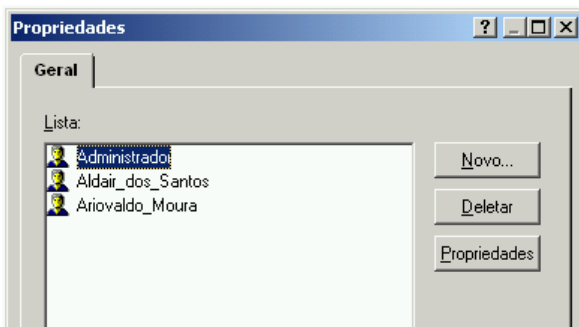 Propriedades
Geral
Lista:
Administrador
Aldair_dos_Santos
Ariovaldo_Moura
Novo...
Deletar
Propriedades